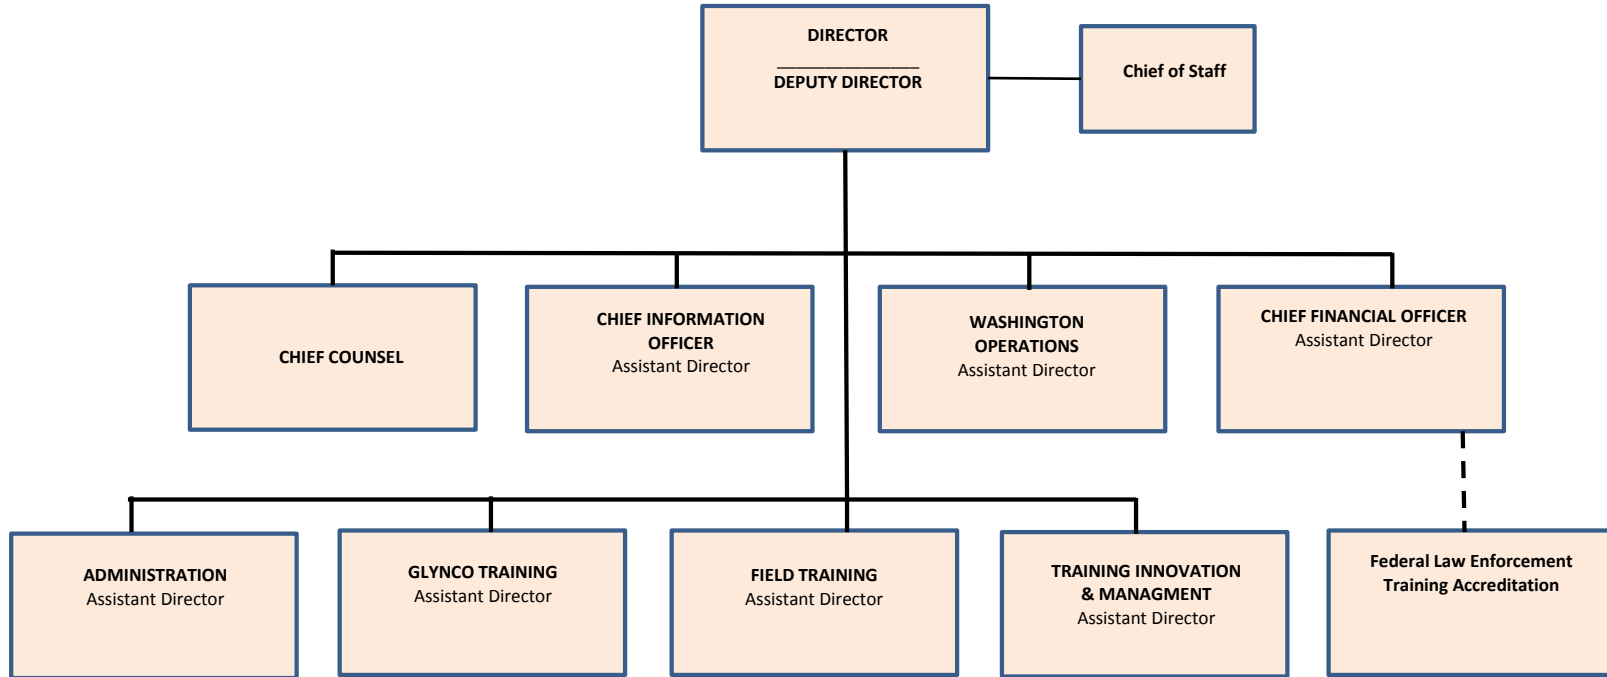 DIRECTOR
_________________
DEPUTY DIRECTOR
Chief of Staff
CHIEF COUNSEL
CHIEF INFORMATION
OFFICER
Assistant Director
WASHINGTON
OPERATIONS
Assistant Director
CHIEF FINANCIAL OFFICER
Assistant Director
ADMINISTRATION
Assistant Director
GLYNCO TRAINING
Assistant Director
FIELD TRAINING
Assistant Director
TRAINING INNOVATION
& MANAGMENT
Assistant Director
Federal Law Enforcement
Training Accreditation